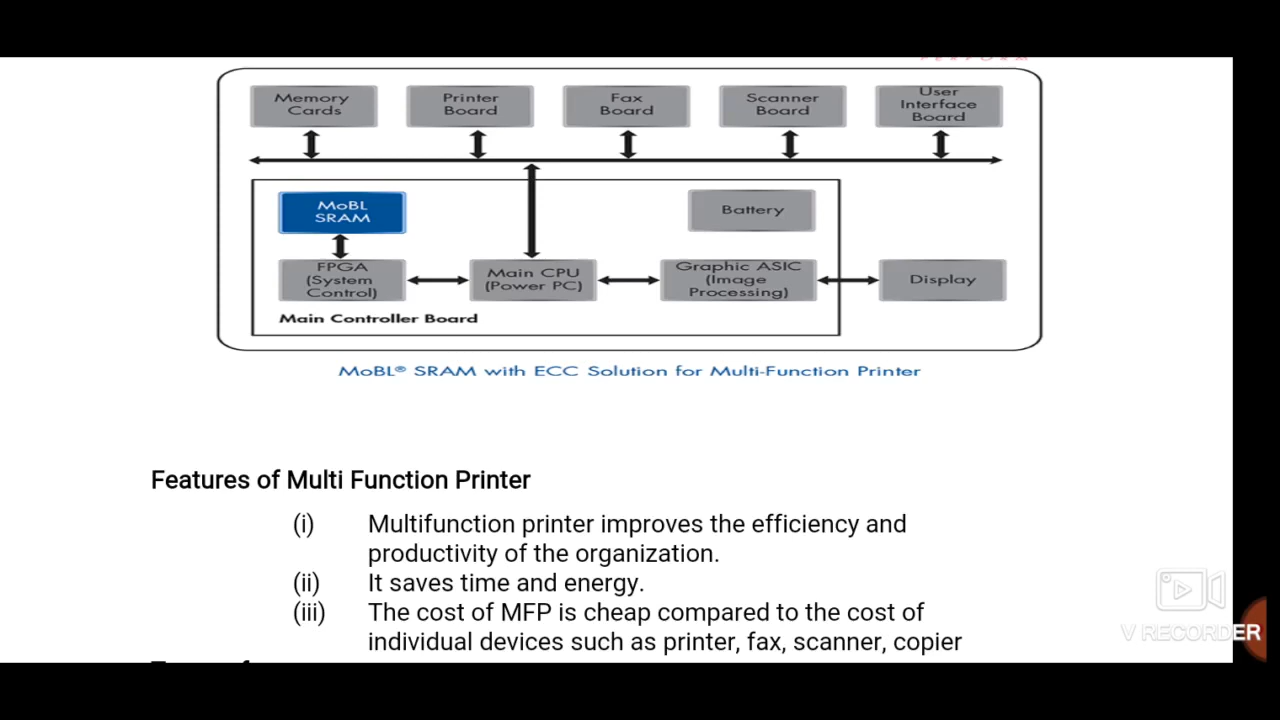 PERFORM
Memory
Cards
Printer
Board
Fax
Board
Scanner
Board
User
Interface
Board
MoBL
SRAM
Battery
FPGA
(System
Control)
Main CPU
(Power PC)
Graphic ASIC
(Image
Processing)
Display
Main Controller Board
MoBL® SRAM with ECC Solution for Multi-Function Printer
Features of Multi Function Printer
(i) Multifunction printer improves the efficiency and
productivity of the organization.
(ii) It saves time and energy.
(iii) The cost of MFP is cheap compared to the cost of
individual devices such as printer, fax, scanner, copier
V RECORDER